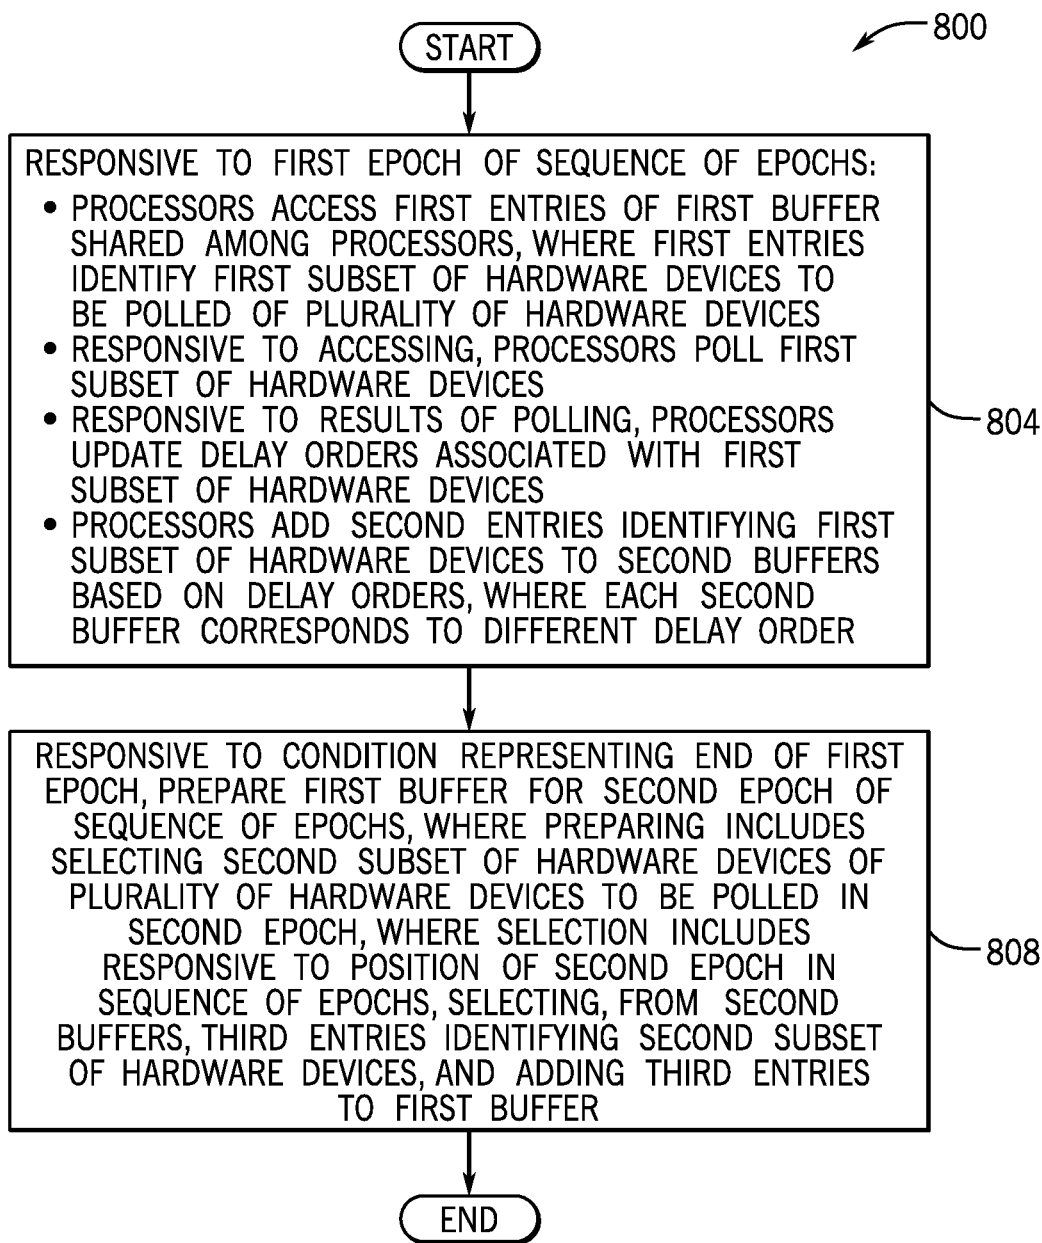 800
START
RESPONSIVE TO FIRST EPOCH OF SEQUENCE OF EPOCHS:
• PROCESSORS ACCESS FIRST ENTRIES OF FIRST BUFFER
SHARED AMONG PROCESSORS, WHERE FIRST ENTRIES
IDENTIFY FIRST SUBSET OF HARDWARE DEVICES TO
BE POLLED OF PLURALITY OF HARDWARE DEVICES
• RESPONSIVE TO ACCESSING, PROCESSORS POLL FIRST
SUBSET OF HARDWARE DEVICES
• RESPONSIVE TO RESULTS OF POLLING, PROCESSORS
UPDATE DELAY ORDERS ASSOCIATED WITH FIRST
SUBSET OF HARDWARE DEVICES
• PROCESSORS ADD SECOND ENTRIES IDENTIFYING FIRST
SUBSET OF HARDWARE DEVICES TO SECOND BUFFERS
BASED ON DELAY ORDERS, WHERE EACH SECOND
BUFFER CORRESPONDS TO DIFFERENT DELAY ORDER
804
RESPONSIVE TO CONDITION REPRESENTING END OF FIRST
EPOCH, PREPARE FIRST BUFFER FOR SECOND EPOCH OF
SEQUENCE OF EPOCHS, WHERE PREPARING INCLUDES
SELECTING SECOND SUBSET OF HARDWARE DEVICES OF
PLURALITY OF HARDWARE DEVICES TO BE POLLED IN
SECOND EPOCH, WHERE SELECTION INCLUDES
RESPONSIVE TO POSITION OF SECOND EPOCH IN
SEQUENCE OF EPOCHS, SELECTING, FROM SECOND
BUFFERS, THIRD ENTRIES IDENTIFYING SECOND SUBSET
OF HARDWARE DEVICES, AND ADDING THIRD ENTRIES
TO FIRST BUFFER
808
END